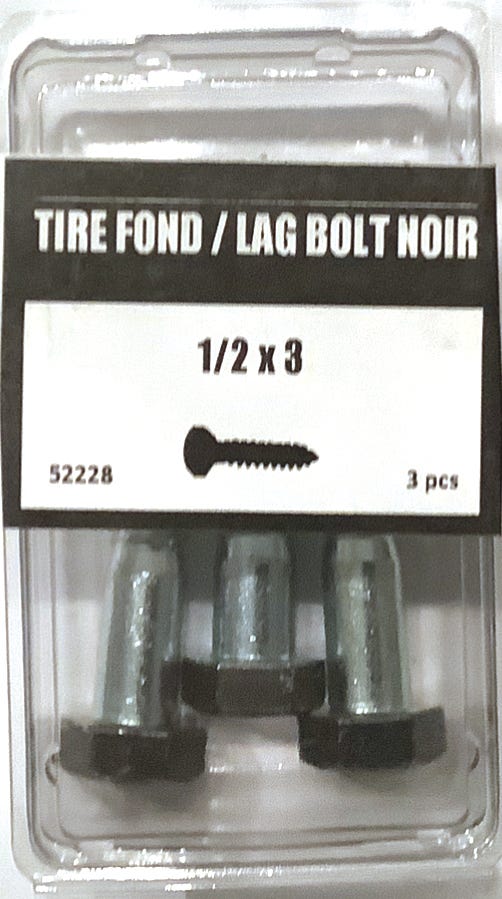 TIRE FOND / LAG BOLT NOIR
1/2 x 3
52228
3 pcs